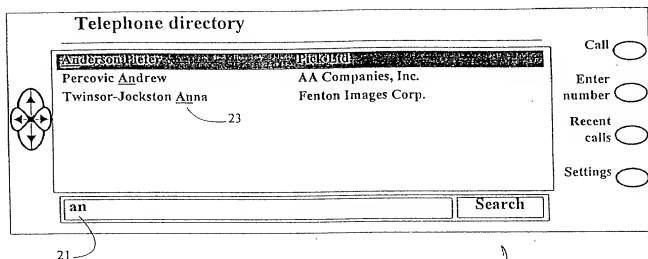 Telephone directory
Anderson Pieter Pick Ltd.
Percovic Andrew AA Companies, Inc.
Twinsor-Jockston Anna Fenton Images Corp.
23
an Search
21
Call
Enter
number
Recent
calls
Settings